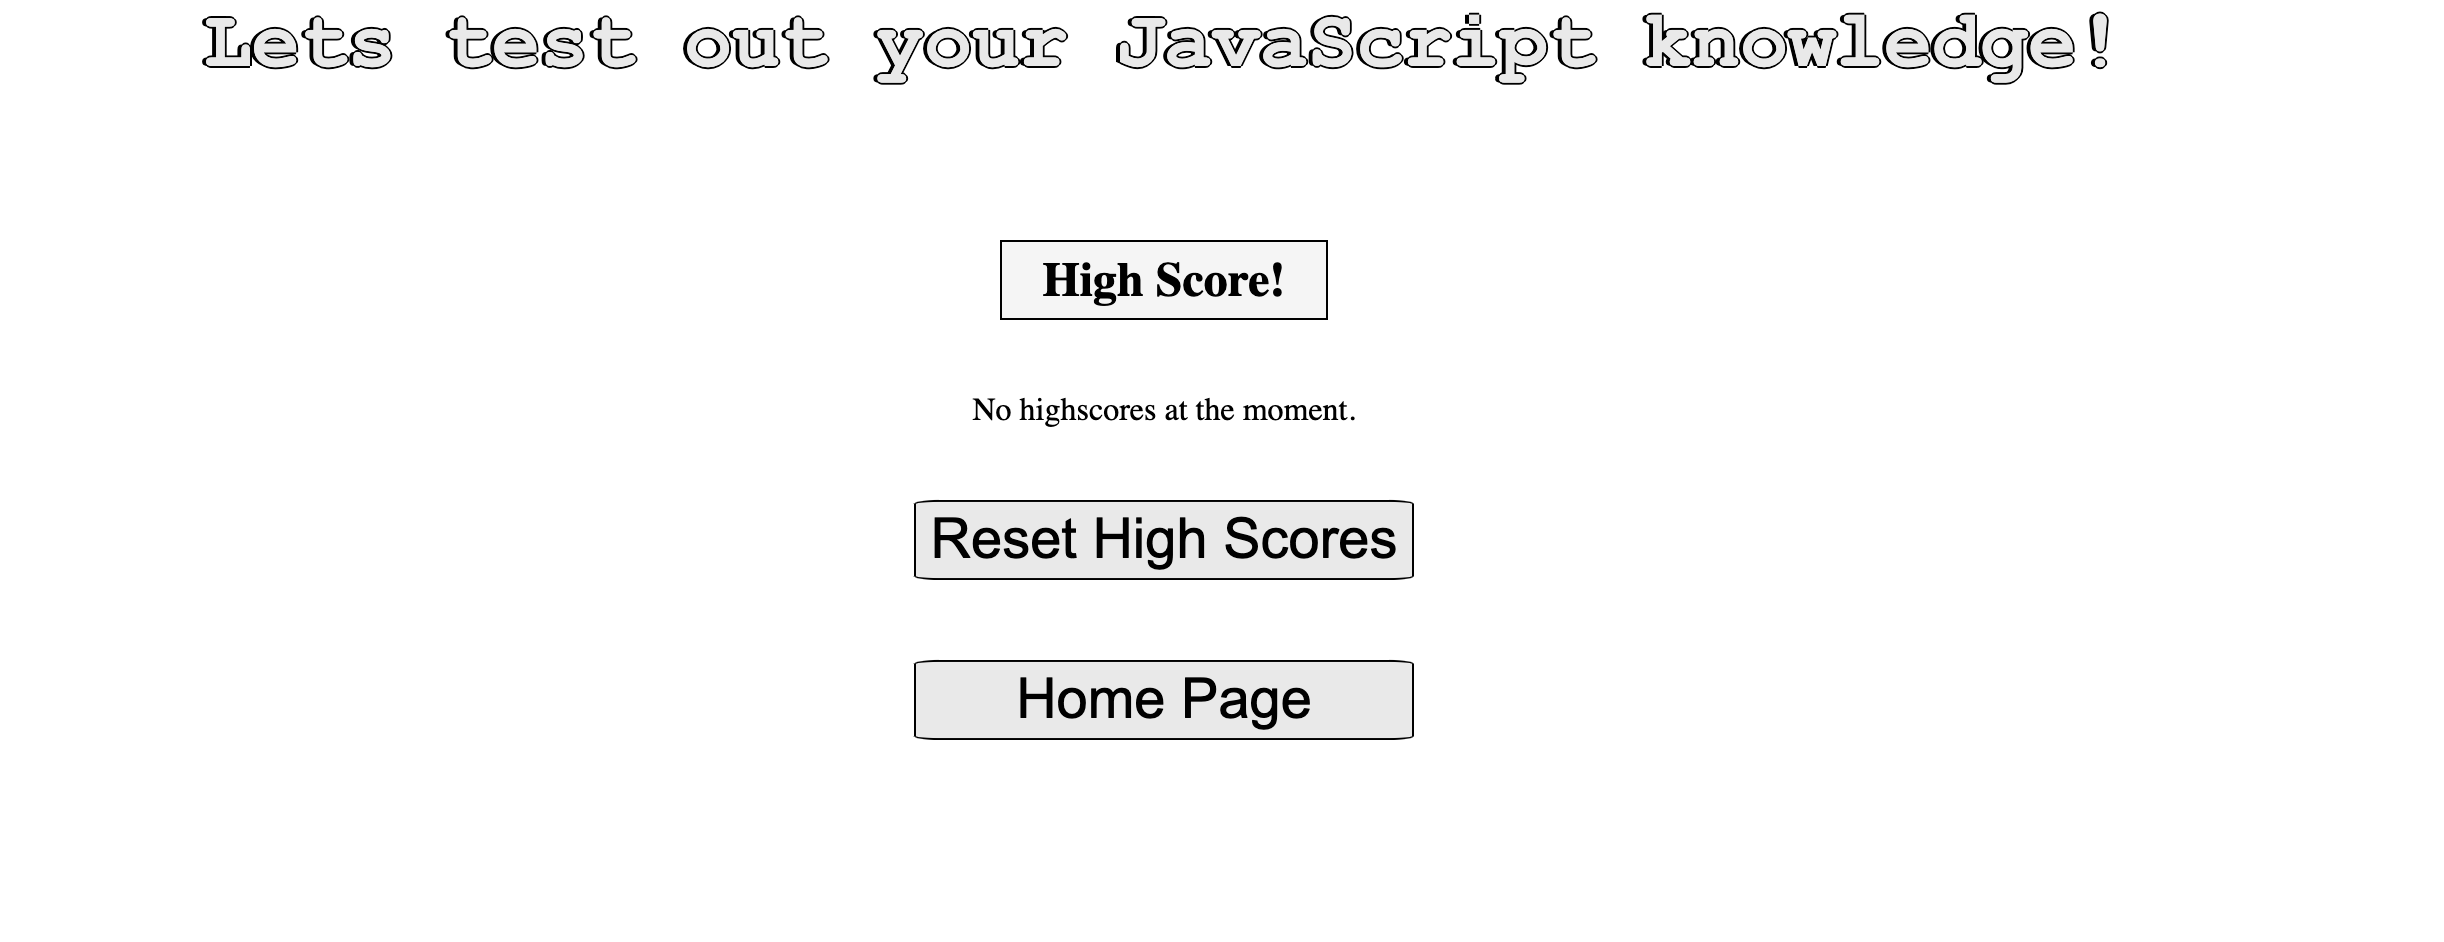 Lets test out your JavaScript knowledge!
High Score!
No highscores at the moment.
Reset High Scores
Home Page